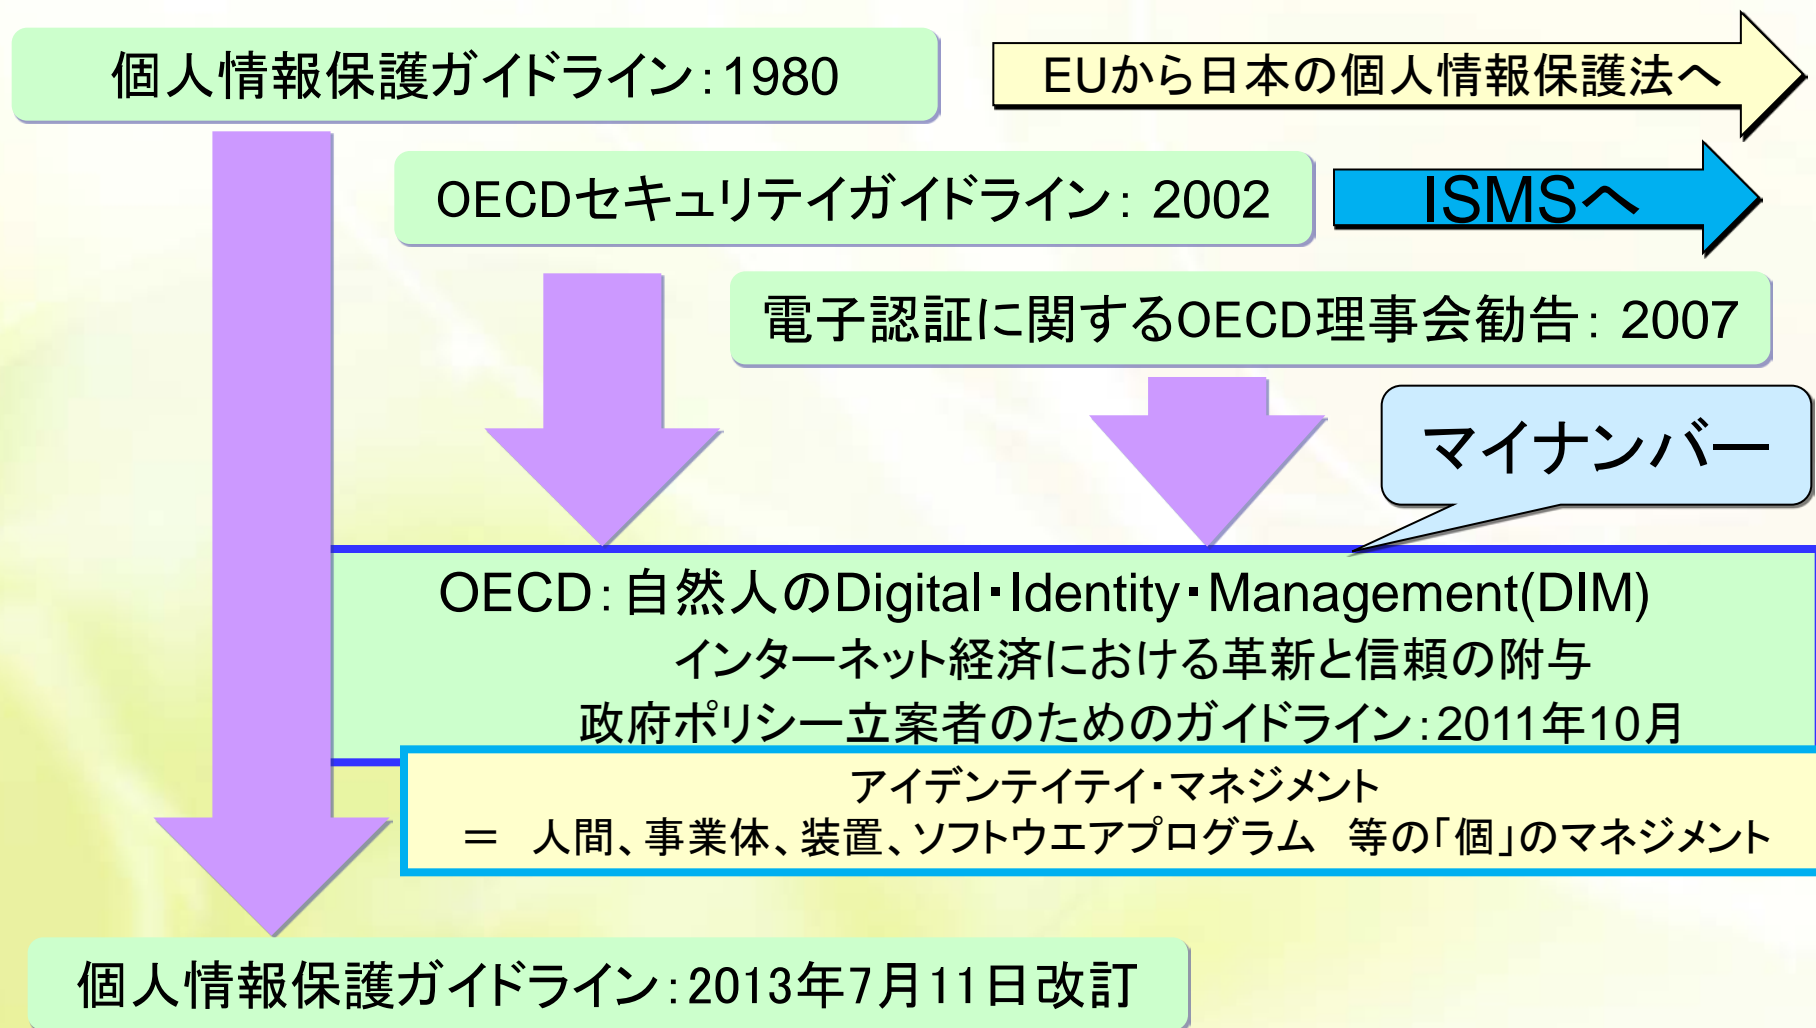 個人情報保護ガイドライン：1980
EUから日本の個人情報保護法へ
OECDセキュリテイガイドライン： 2002
ISMSへ
電子認証に関するOECD理事会勧告： 2007
マイナンバー
OECD：自然人のDigital・Identity・Management(DIM)
インターネット経済における革新と信頼の附与
政府ポリシー立案者のためのガイドライン：2011年10月
アイデンテイテイ・マネジメント
＝　人間、事業体、装置、ソフトウエアプログラム　等の「個」のマネジメント
個人情報保護ガイドライン：2013年7月11日改訂